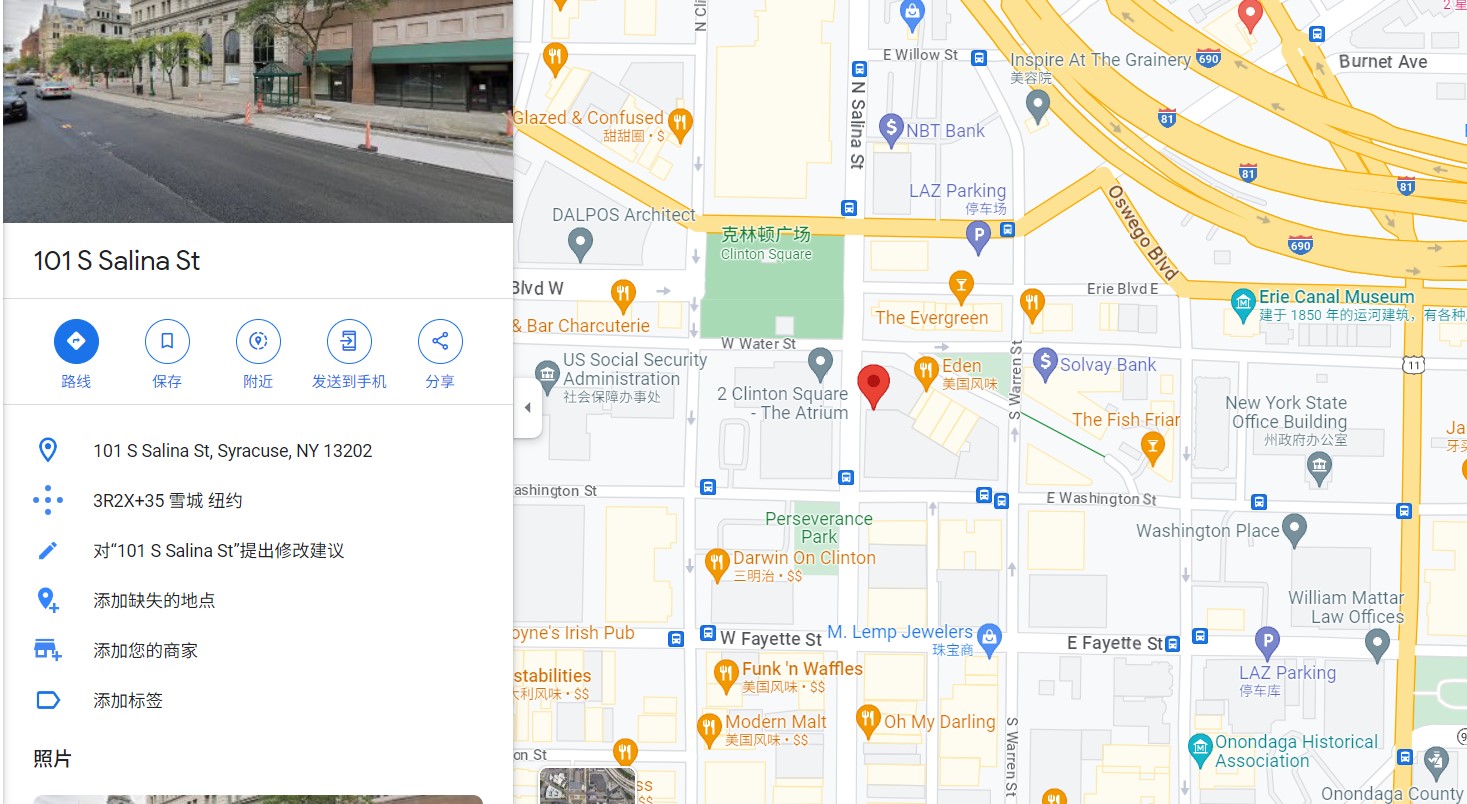 101 S Salina St
路线
保存
附近
发送到手机
分享
101 S Salina St, Syracuse, NY 13202
3R2X+35 雪城 纽约
对“101 S Salina St”提出修改建议
添加缺失的地点
添加您的商家
添加标签
照片
N Cli
E Willow St
Inspire At The Grainery
美容院
690
2 星
Burnet Ave
N Salina St
Glazed & Confused
甜甜圈 • $
NBT Bank
81
81
81
LAZ Parking
停车场
DALPOS Architect
克林顿广场
Clinton Square
Oswego Blvd
690
Blvd W
Erie Blvd E
The Evergreen
Erie Canal Museum
建于 1850 年的运河建筑，有各种
& Bar Charcuterie
W Water St
US Social Security
Administration
社会保障办事处
2 Clinton Square
- The Atrium
Eden
美国风味
S Warren St
Solvay Bank
11
The Fish Friar
New York State
Office Building
州政府办公室
Ja
牙买
ashington St
E Washington St
Perseverance
Park
Washington Place
Darwin On Clinton
三明治 • $$
William Mattar
Law Offices
oyne's Irish Pub
W Fayette St
M. Lemp Jewelers
珠宝商
E Fayette St
LAZ Parking
停车库
stabilities
大利风味 • $$
Funk 'n Waffles
美国风味 • $$
Modern Malt
美国风味 • $$
Oh My Darling
S Warren St
Onondaga Historical
Association
on St
ss
$$
Onondaga County